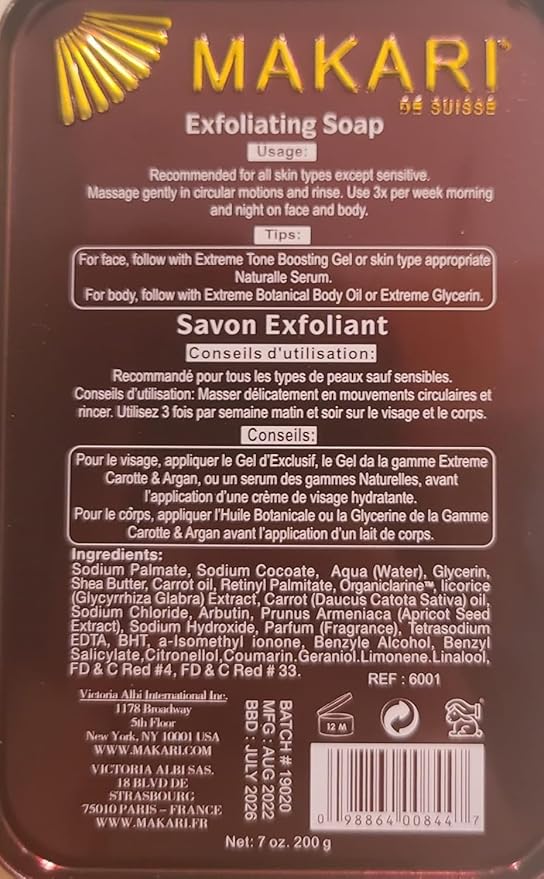 MAKARI
DE SUISSE
Exfoliating Soap
Usage:
Recommended for all skin types except sensitive.
Massage gently in circular motions and rinse. Use 3x per week morning
and night on face and body.
Tips:
For face, follow with Extreme Tone Boosting Gel or skin type appropriate
Naturalle Serum.
For body, follow with Extreme Botanical Body Oil or Extreme Glycerin.
Savon Exfoliant
Conseils d'utilisation:
Recommandé pour tous les types de peaux sauf sensibles.
Conseils d'utilisation: Masser délicatement en mouvements circulaires et
rincer. Utilisez 3 fois par semaine matin et soir sur le visage et le corps.
Conseils:
Pour le visage, appliquer le Gel d'Exclusif, le Gel da la gamme Extreme
Carotte & Argan, ou un serum des gammes Naturelles, avant
l'application d'une crème de visage hydratante.
Pour le côrps, appliquer l'Huile Botanicale ou la Glycerine de la Gamme
Carotte & Argan avant l'application d'un lait de corps.
Ingredients:
Sodium Palmate, Sodium Cocoate, Aqua (Water), Glycerin,
Shea Butter, Carrot oil, Retinyl Palmitate, Organiclarine™, licorice
(Glycyrrhiza Glabra) Extract, Carrot (Daucus Catota Sativa) oil,
Sodium Chloride, Arbutin, Prunus Armeniaca (Apricot Seed
Extract), Sodium Hydroxide, Parfum (Fragrance), Tetrasodium
EDTA, BHT, a-Isomethyl ionone, Benzyle Alcohol, Benzyl
Salicylate,Citronellol,Coumarin.Geraniol.Limonene.Linalool,
FD & C Red #4, FD & C Red # 33.
REF : 6001
Victoria Albi International Inc.
1178 Broadway
5th Floor
New York, NY 10001 USA
WWW.MAKARI.COM
VICTORIA ALBI SAS.
18 BLVD DE
STRASBOURG
75010 PARIS – FRANCE
WWW.MAKARI.FR
BATCH # 19020
MFG : AUG 2022
BBD : JULY 2026
12 M
0 98864 00844 7
Net: 7 oz. 200 g